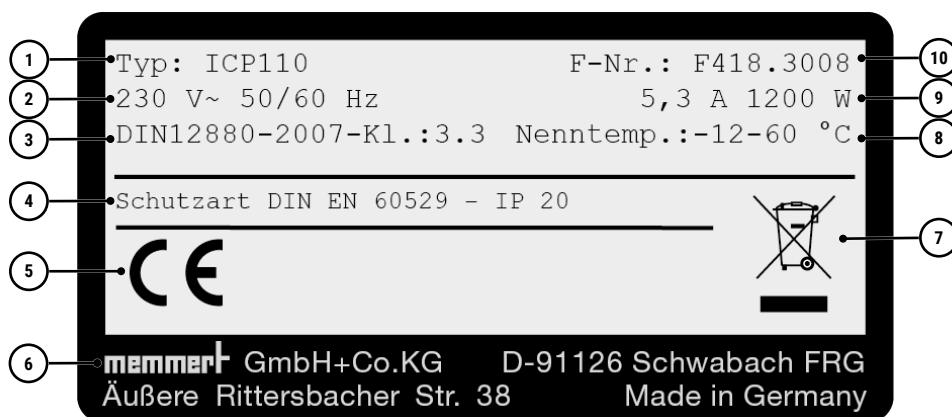 1 Typ: ICP110 F-Nr.: F418.3008 10
2 230 V~ 50/60 Hz 5,3 A 1200 W 9
3 DIN12880-2007-Kl.:3.3 Nenntemp.:-12-60 °C 8
4 Schutzart DIN EN 60529 – IP 20
7
5 CE
6 memmert GmbH+Co.KG D-91126 Schwabach FRG
Äußere Rittersbacher Str. 38 Made in Germany